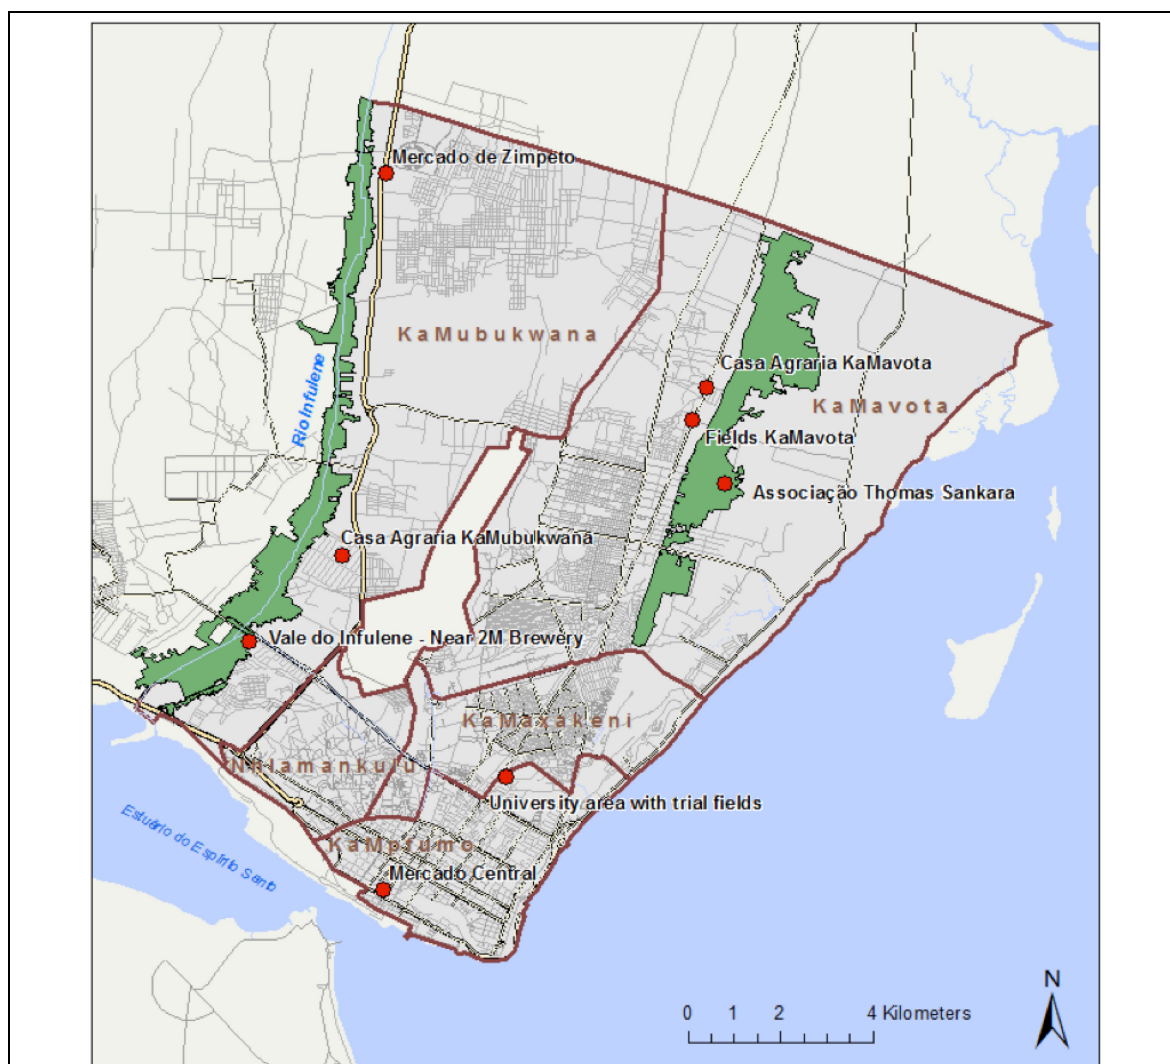 Mercado de Zimpeto
KaMubukwana
Rio Infulene
Casa Agraria KaMavota
KaMavota
Fields KaMavota
Associação Thomas Sankara
Casa Agraria KaMubukwana
Vale do Infulene - Near 2M Brewery
KaMaxakeni
Nhlamankulu
University area with trial fields
Estuário do Espírito Santo
KaMpfumo
Mercado Central
N
0 1 2 4 Kilometers